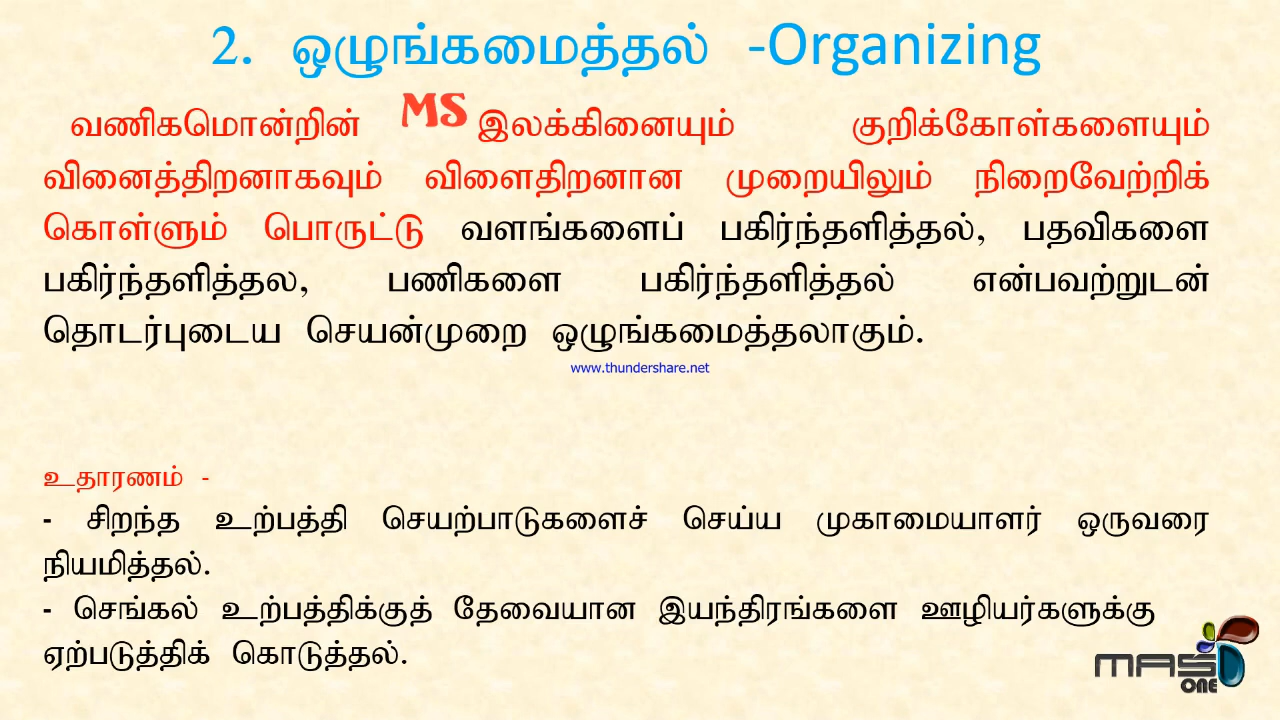 2. ஒழுங்கமைத்தல் -Organizing
வணிகமொன்றின் MS இலக்கினையும் குறிக்கோள்களையும்
வினைத்திறனாகவும் விளைதிறனான முறையிலும் நிறைவேற்றிக்
கொள்ளும் பொருட்டு வளங்களைப் பகிர்ந்தளித்தல், பதவிகளை
பகிர்ந்தளித்தல, பணிகளை பகிர்ந்தளித்தல் என்பவற்றுடன்
தொடர்புடைய செயன்முறை ஒழுங்கமைத்தலாகும்.
www.thundershare.net
உதாரணம் -
- சிறந்த உற்பத்தி செயற்பாடுகளைச் செய்ய முகாமையாளர் ஒருவரை
நியமித்தல்.
- செங்கல் உற்பத்திக்குத் தேவையான இயந்திரங்களை ஊழியர்களுக்கு
ஏற்படுத்திக் கொடுத்தல்.
MAS
ONE